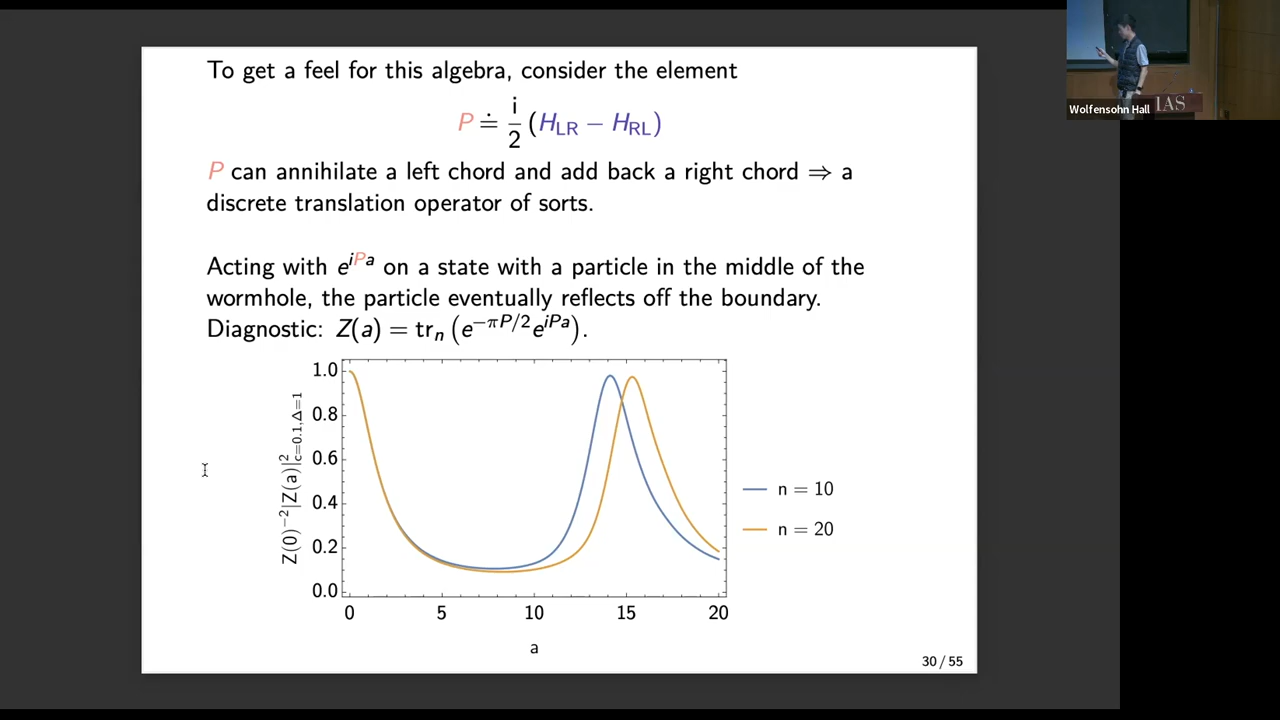 To get a feel for this algebra, consider the element
P ≐ i/2 (H_LR − H_RL)
P can annihilate a left chord and add back a right chord ⇒ a
discrete translation operator of sorts.
Acting with e^{iPa} on a state with a particle in the middle of the
wormhole, the particle eventually reflects off the boundary.
Diagnostic: Z(a) = tr_n (e^{−πP/2} e^{iPa}).
Z(0)^{−2}|Z(a)|^2_{c=0.1,Δ=1}
1.0
0.8
0.6
0.4
0.2
0.0
0 5 10 15 20
a
n = 10
n = 20
30 / 55
Wolfensohn Hall
IAS